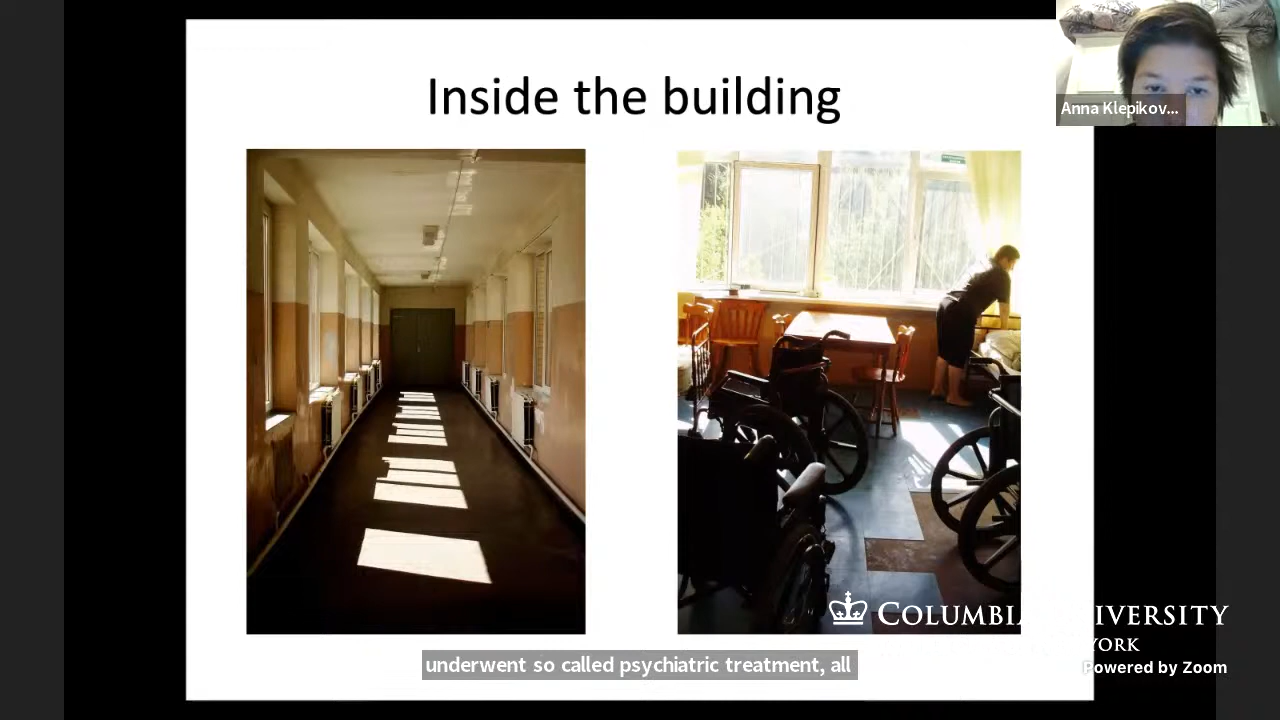 Inside the building
Anna Klepikov...
COLUMBIA UNIVERSITY
YORK
Powered by Zoom
underwent so called psychiatric treatment, all